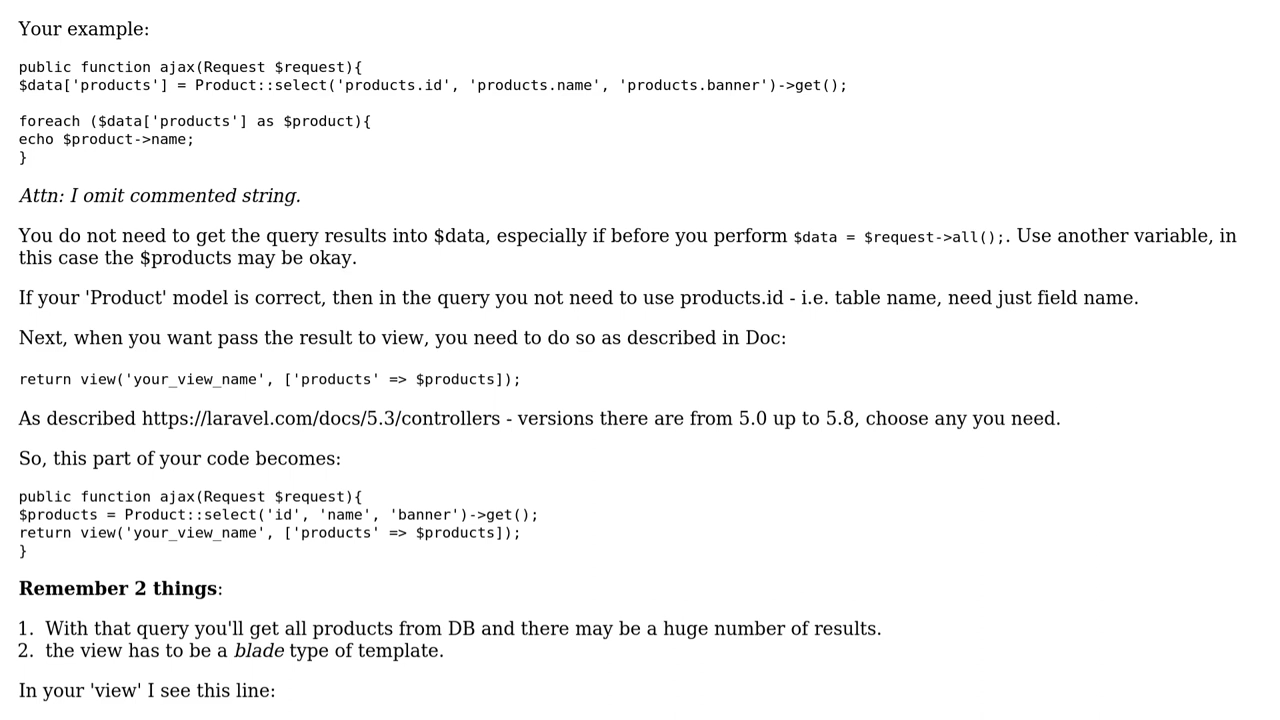 Your example:
public function ajax(Request $request){
$data['products'] = Product::select('products.id', 'products.name', 'products.banner')->get();
foreach ($data['products'] as $product){
echo $product->name;
}
Attn: I omit commented string.
You do not need to get the query results into $data, especially if before you perform $data = $request->all();. Use another variable, in
this case the $products may be okay.
If your 'Product' model is correct, then in the query you not need to use products.id - i.e. table name, need just field name.
Next, when you want pass the result to view, you need to do so as described in Doc:
return view('your_view_name', ['products' => $products]);
As described https://laravel.com/docs/5.3/controllers - versions there are from 5.0 up to 5.8, choose any you need.
So, this part of your code becomes:
public function ajax(Request $request){
$products = Product::select('id', 'name', 'banner')->get();
return view('your_view_name', ['products' => $products]);
}
Remember 2 things:
1. With that query you'll get all products from DB and there may be a huge number of results.
2. the view has to be a blade type of template.
In your 'view' I see this line: